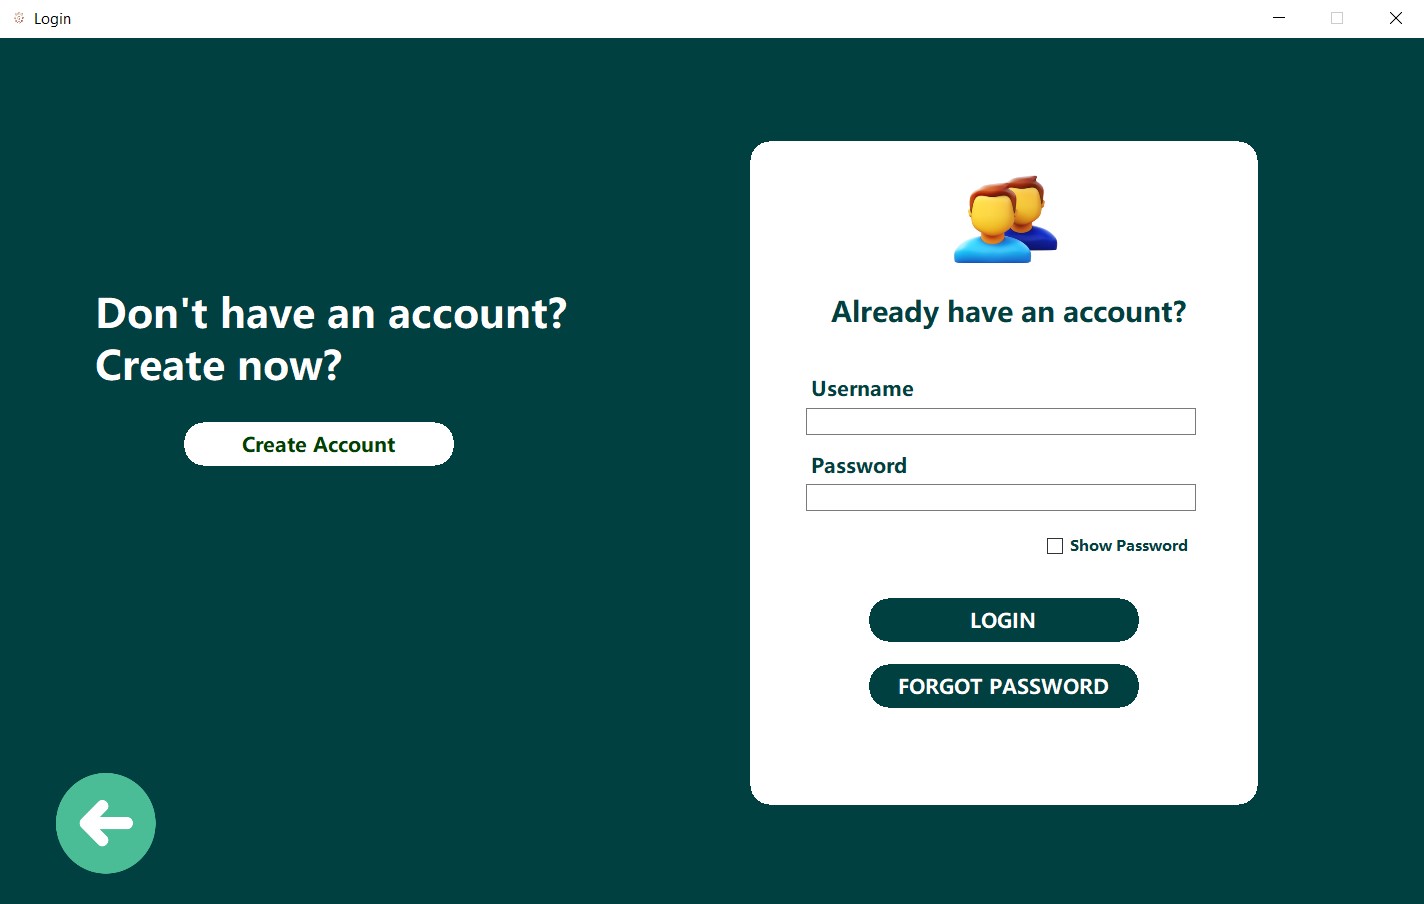 Login
Don't have an account?
Create now?
Create Account
Already have an account?
Username
Password
Show Password
LOGIN
FORGOT PASSWORD